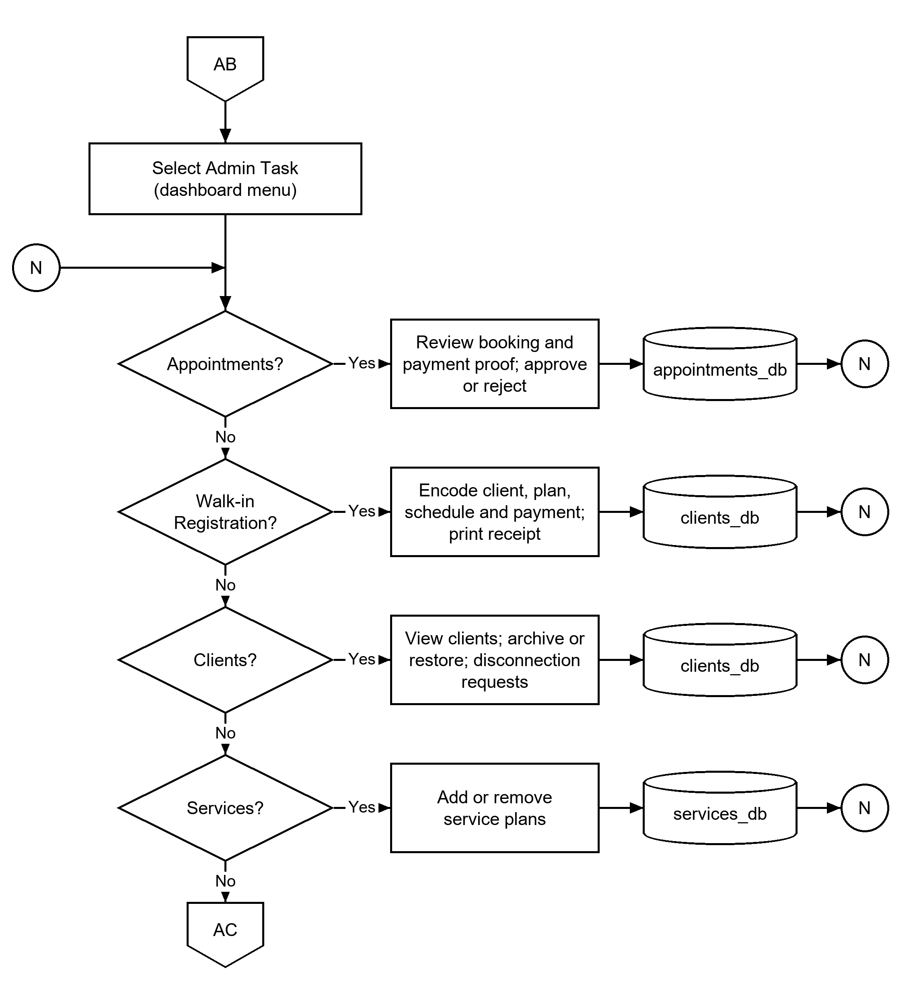 AB
Select Admin Task
(dashboard menu)
N
Appointments?
Yes
Review booking and
payment proof; approve
or reject
appointments_db
N
No
Walk-in
Registration?
Yes
Encode client, plan,
schedule and payment;
print receipt
clients_db
N
No
Clients?
Yes
View clients; archive or
restore; disconnection
requests
clients_db
N
No
Services?
Yes
Add or remove
service plans
services_db
N
No
AC